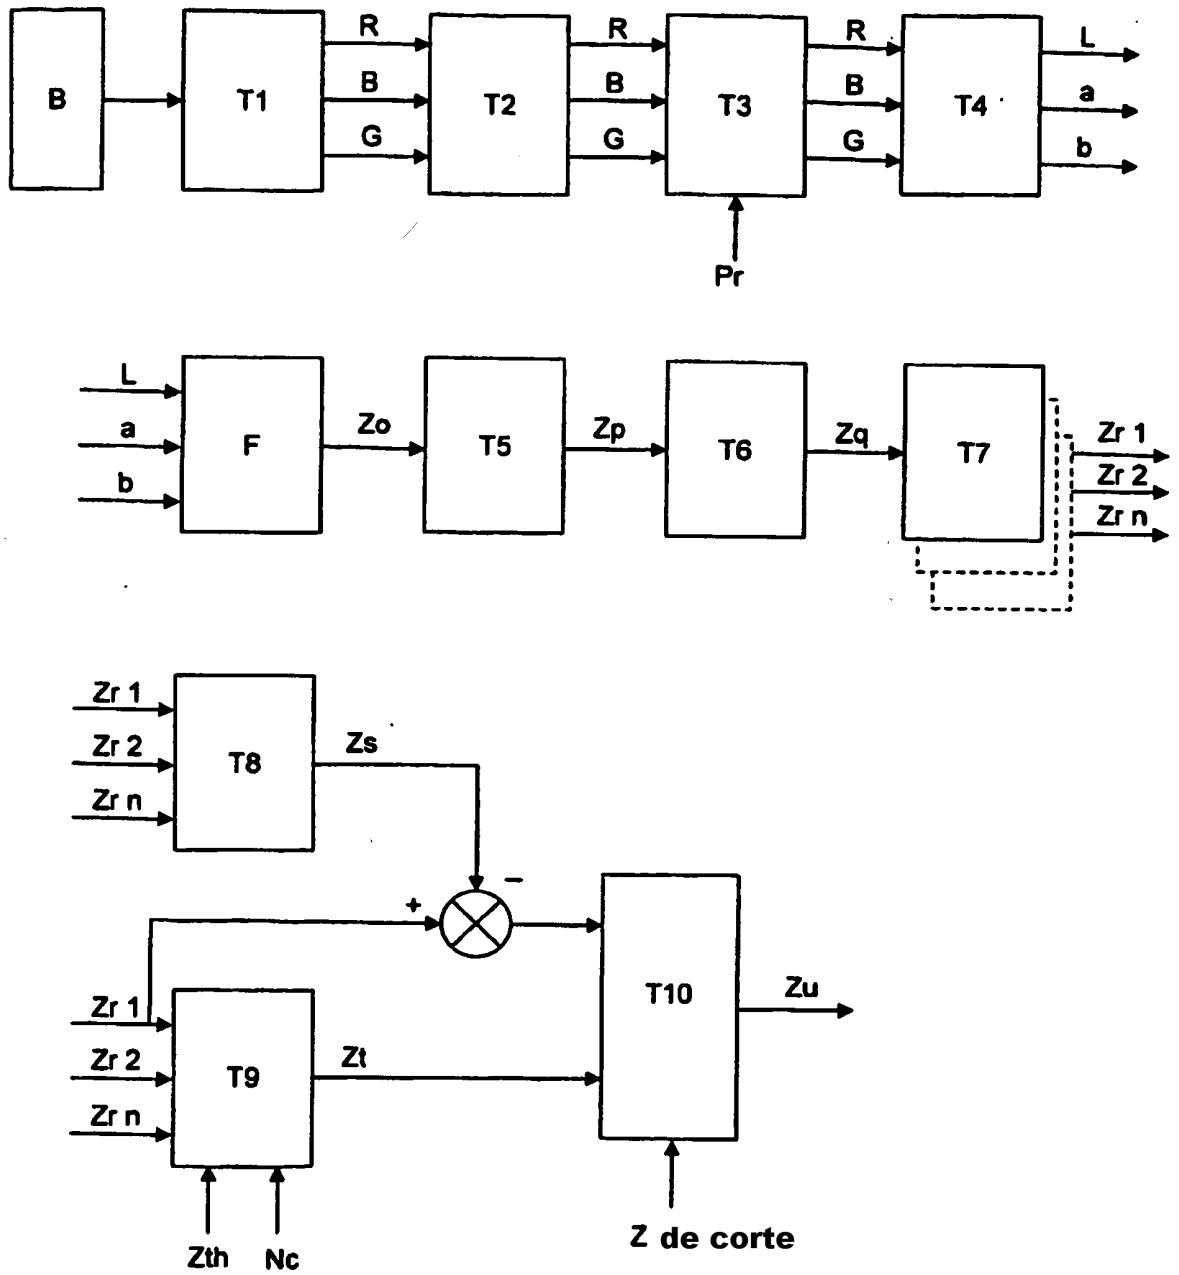 B
T1
R
B
G
T2
R
B
G
T3
R
B
G
T4
L
a
b
Pr
L
a
b
F
Zo
T5
Zp
T6
Zq
T7
Zr 1
Zr 2
Zr n
Zr 1
Zr 2
Zr n
T8
Zs
+
−
Zr 1
Zr 2
Zr n
T9
Zt
T10
Zu
Zth
Nc
Z de corte